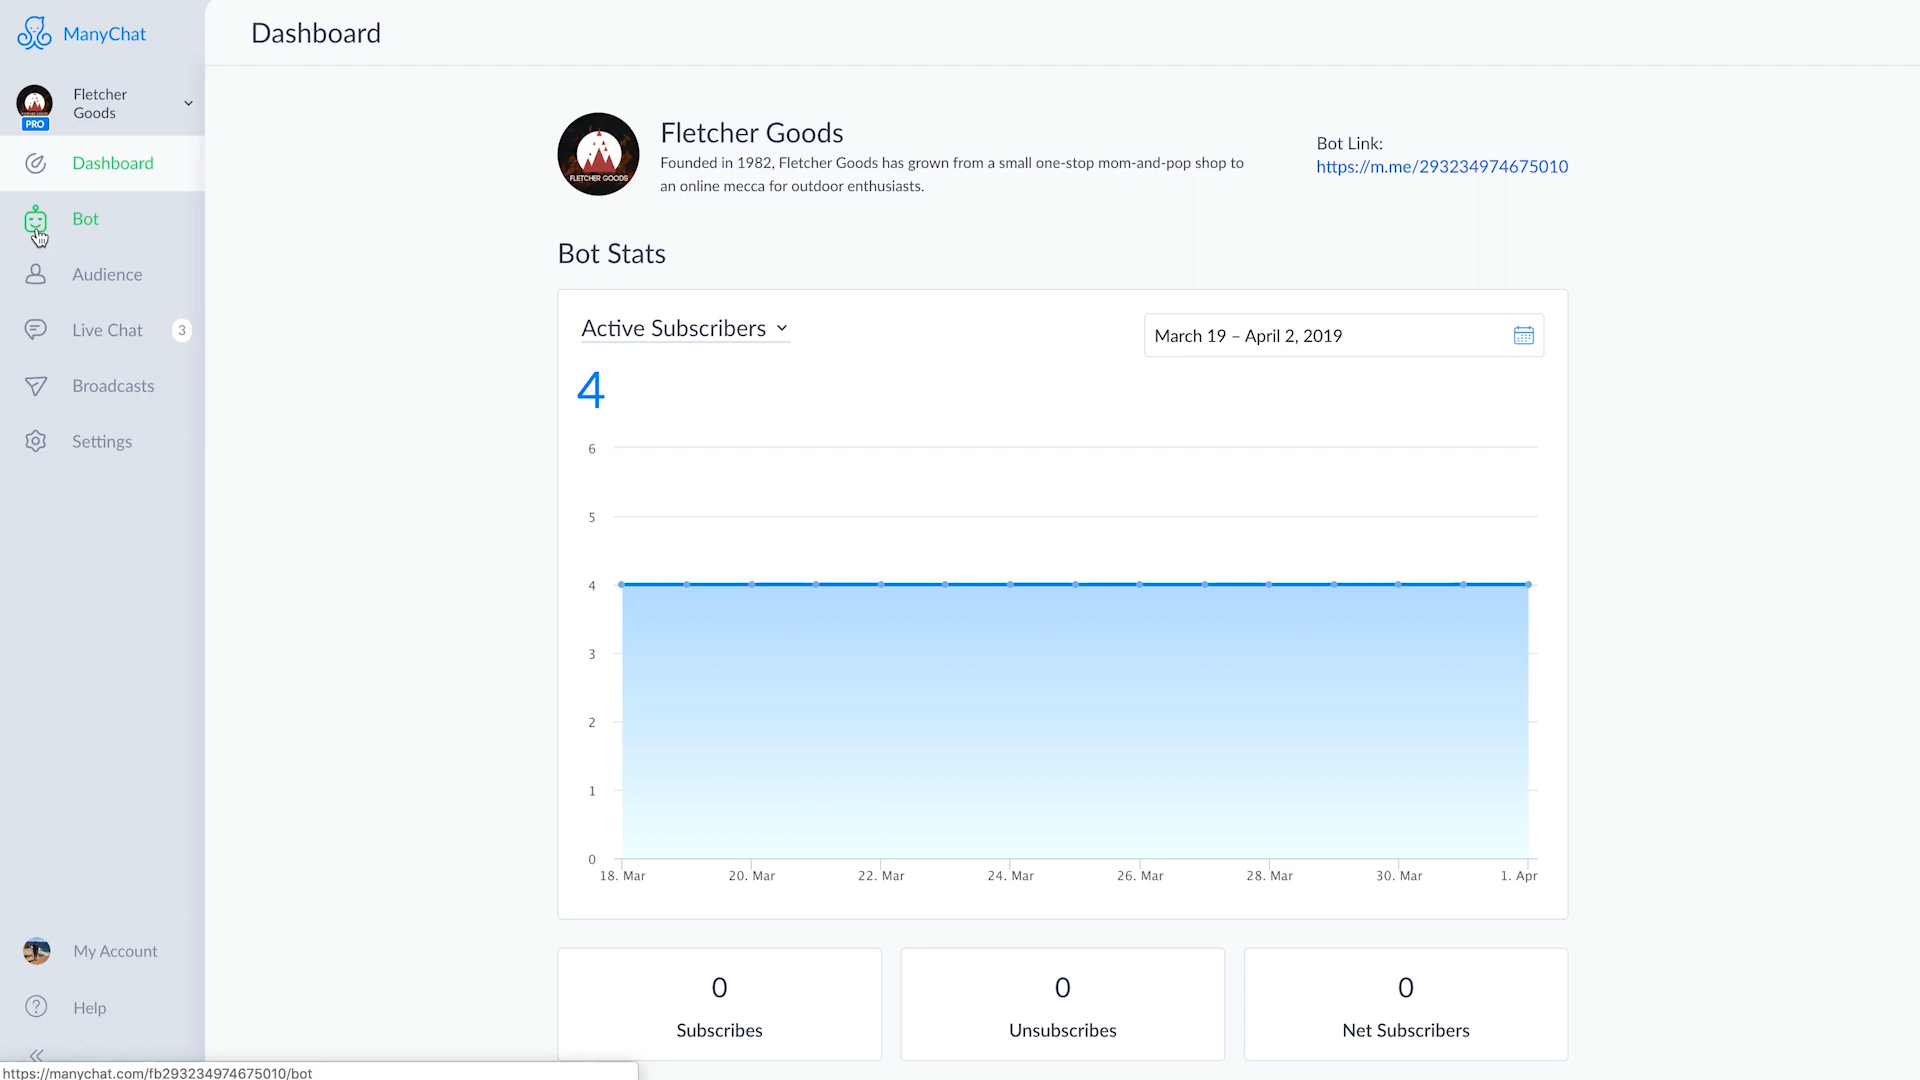 ManyChat
Dashboard
Fletcher
Goods
PRO
Dashboard
Bot
Audience
Live Chat 3
Broadcasts
Settings
My Account
Help
FLETCHER GOODS
Fletcher Goods
Founded in 1982, Fletcher Goods has grown from a small one-stop mom-and-pop shop to
an online mecca for outdoor enthusiasts.
Bot Link:
https://m.me/293234974675010
Bot Stats
Active Subscribers
March 19 – April 2, 2019
4
6
5
4
3
2
1
0
18. Mar 20. Mar 22. Mar 24. Mar 26. Mar 28. Mar 30. Mar 1. Apr
0
Subscribes
0
Unsubscribes
0
Net Subscribers
https://manychat.com/fb293234974675010/bot